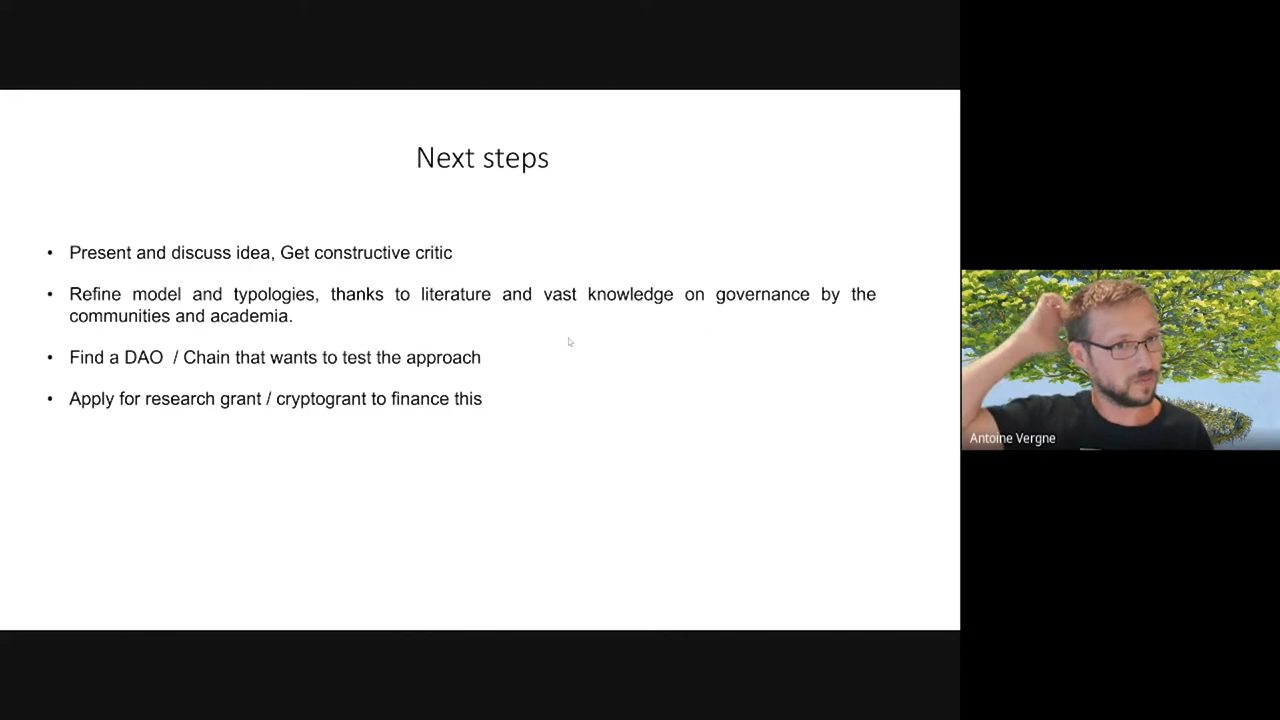 Next steps
• Present and discuss idea, Get constructive critic
• Refine model and typologies, thanks to literature and vast knowledge on governance by the
communities and academia.
• Find a DAO / Chain that wants to test the approach
• Apply for research grant / cryptogrant to finance this
Antoine Vergne